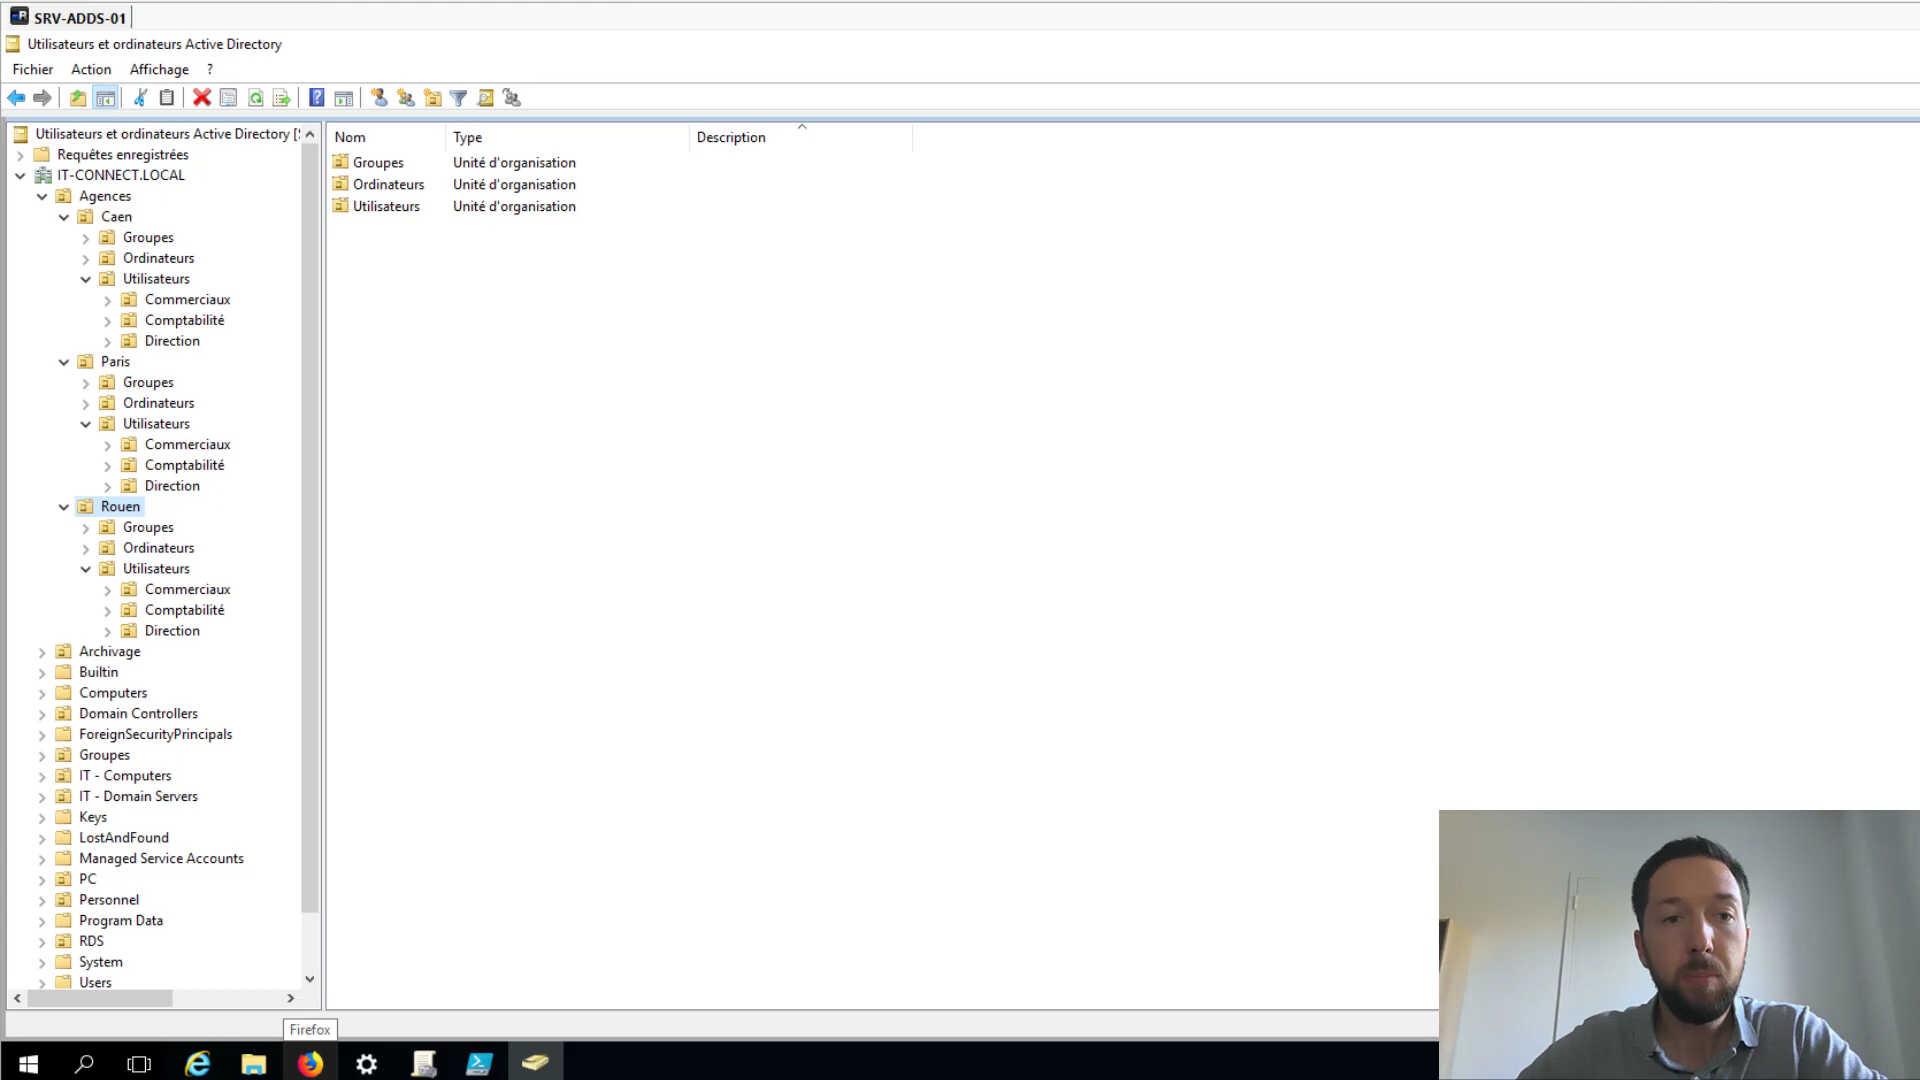 SRV-ADDS-01
Utilisateurs et ordinateurs Active Directory
Fichier Action Affichage ?
Utilisateurs et ordinateurs Active Directory [S
Requêtes enregistrées
IT-CONNECT.LOCAL
Agences
Caen
Groupes
Ordinateurs
Utilisateurs
Commerciaux
Comptabilité
Direction
Paris
Groupes
Ordinateurs
Utilisateurs
Commerciaux
Comptabilité
Direction
Rouen
Groupes
Ordinateurs
Utilisateurs
Commerciaux
Comptabilité
Direction
Archivage
Builtin
Computers
Domain Controllers
ForeignSecurityPrincipals
Groupes
IT - Computers
IT - Domain Servers
Keys
LostAndFound
Managed Service Accounts
PC
Personnel
Program Data
RDS
System
Users
Nom Type Description
Groupes Unité d'organisation
Ordinateurs Unité d'organisation
Utilisateurs Unité d'organisation
Firefox